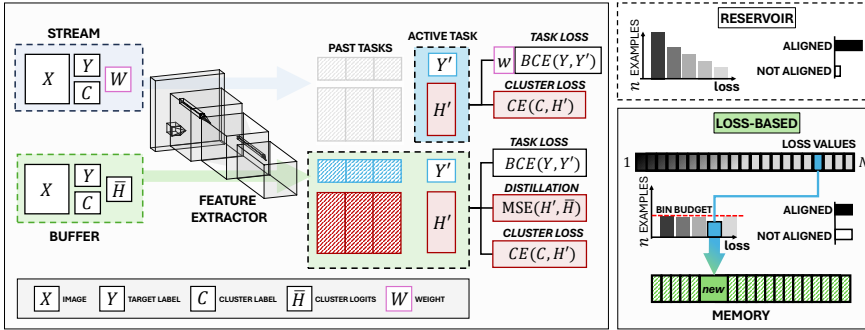 STREAM
X
Y
C
W
BUFFER
X
Y
C
H̅
FEATURE
EXTRACTOR
PAST TASKS
ACTIVE TASK
Y′
H′
TASK LOSS
w BCE(Y,Y′)
CLUSTER LOSS
CE(C,H′)
Y′
H′
TASK LOSS
BCE(Y,Y′)
DISTILLATION
MSE(H′,H̅)
CLUSTER LOSS
CE(C,H′)
X IMAGE
Y TARGET LABEL
C CLUSTER LABEL
H̅ CLUSTER LOGITS
W WEIGHT
RESERVOIR
n EXAMPLES
loss
ALIGNED
NOT ALIGNED
LOSS-BASED
LOSS VALUES
1
n EXAMPLES
BIN BUDGET
loss
ALIGNED
NOT ALIGNED
new
MEMORY